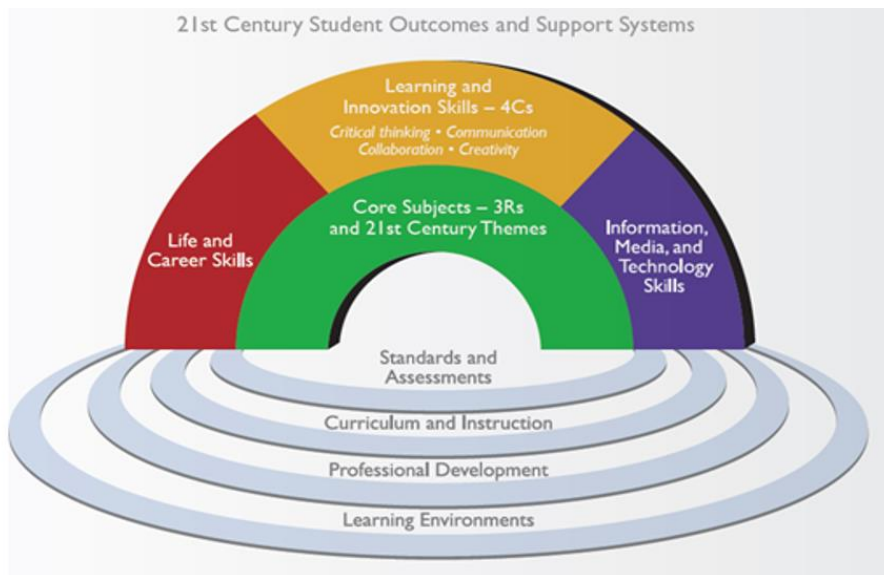 21st Century Student Outcomes and Support Systems
Learning and
Innovation Skills – 4Cs
Critical thinking • Communication
Collaboration • Creativity
Core Subjects – 3Rs
and 21st Century Themes
Life and
Career Skills
Information,
Media, and
Technology
Skills
Standards and
Assessments
Curriculum and Instruction
Professional Development
Learning Environments